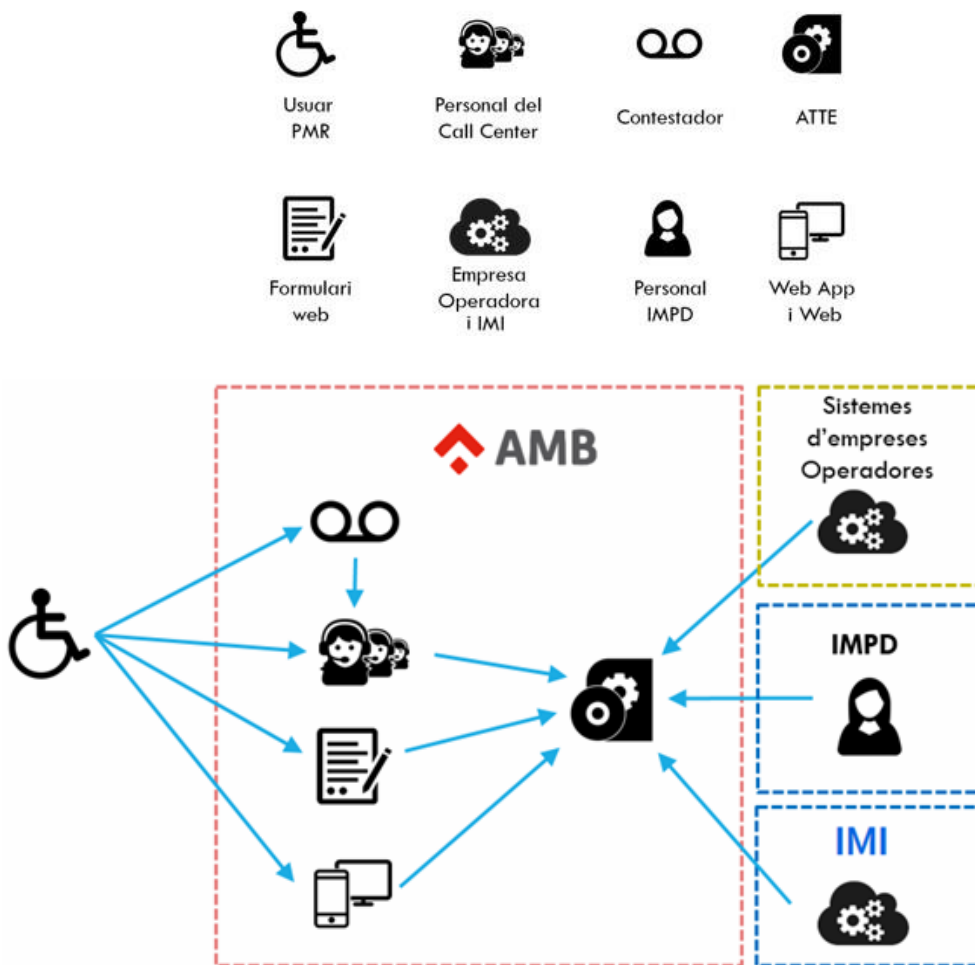 Usuar
PMR
Personal del
Call Center
Contestador
ATTE
Formulari
web
Empresa
Operadora
i IMI
Personal
IMPD
Web App
i Web
AMB
Sistemes
d'empreses
Operadores
IMPD
IMI